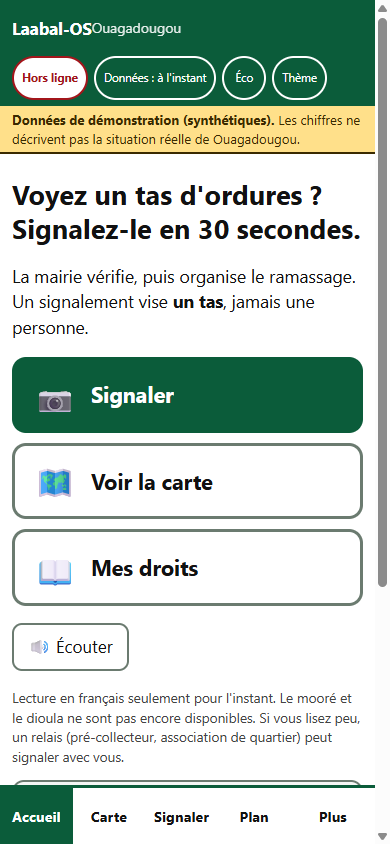 Laabal-OS Ouagadougou
Hors ligne
Données : à l'instant
Éco
Thème
Données de démonstration (synthétiques). Les chiffres ne
décrivent pas la situation réelle de Ouagadougou.
Voyez un tas d'ordures ?
Signalez-le en 30 secondes.
La mairie vérifie, puis organise le ramassage.
Un signalement vise un tas, jamais une
personne.
Signaler
Voir la carte
Mes droits
Écouter
Lecture en français seulement pour l'instant. Le mooré et
le dioula ne sont pas encore disponibles. Si vous lisez peu,
un relais (pré-collecteur, association de quartier) peut
signaler avec vous.
Accueil
Carte
Signaler
Plan
Plus